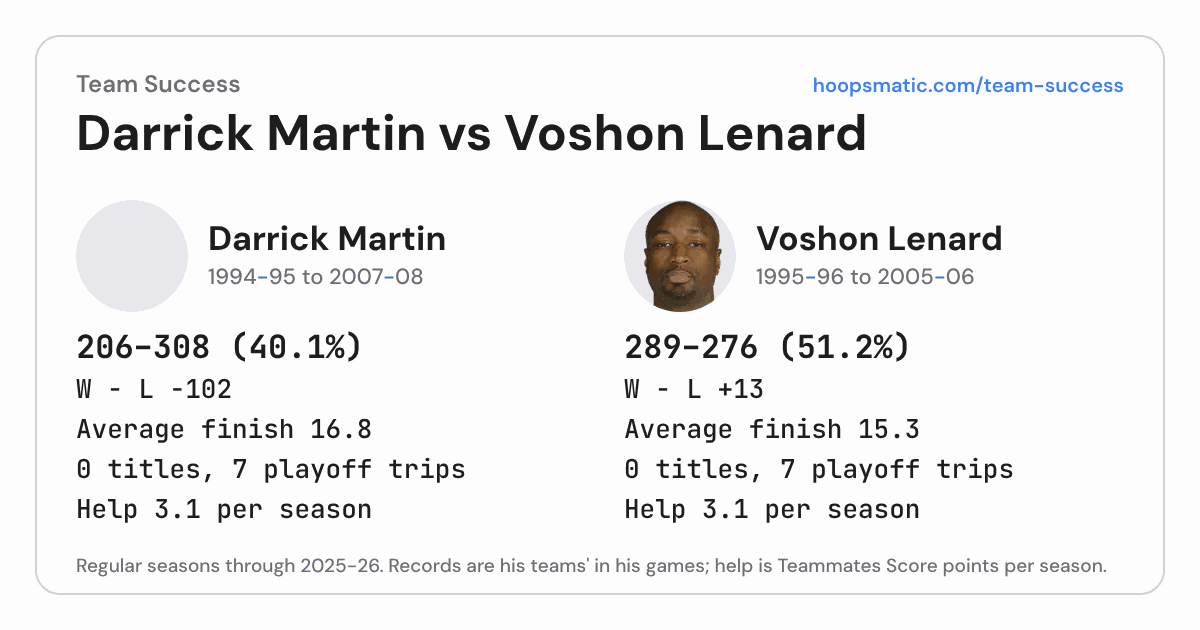 Team Success
hoopsmatic.com/team-success
Darrick Martin vs Voshon Lenard
Darrick Martin
1994–95 to 2007–08
Voshon Lenard
1995–96 to 2005–06
206–308 (40.1%)
W - L -102
Average finish 16.8
0 titles, 7 playoff trips
Help 3.1 per season
289–276 (51.2%)
W - L +13
Average finish 15.3
0 titles, 7 playoff trips
Help 3.1 per season
Regular seasons through 2025-26. Records are his teams' in his games; help is Teammates Score points per season.